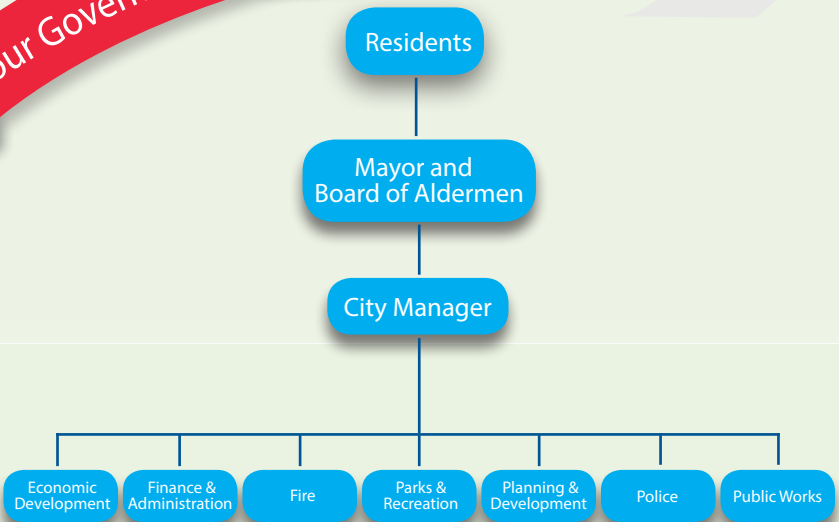 our Govern
Residents
Mayor and
Board of Aldermen
City Manager
Economic
Development
Finance &
Administration
Fire
Parks &
Recreation
Planning &
Development
Police
Public Works